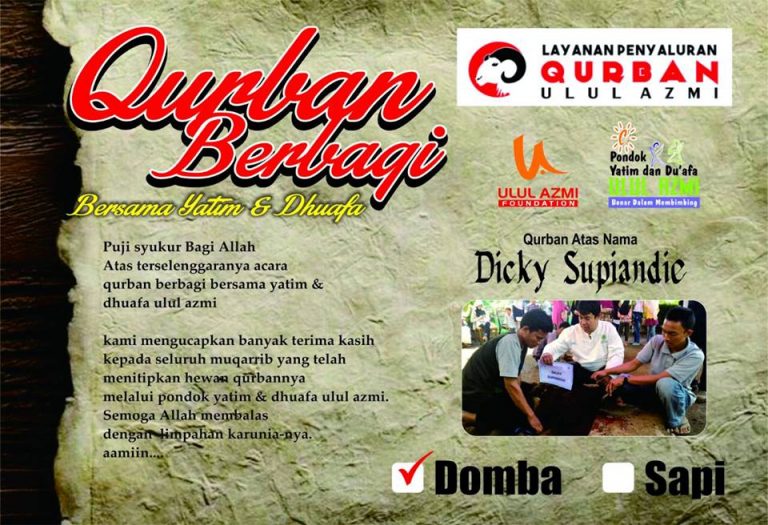 Qurban
Berbagi
Bersama Yatim & Dhuafa
LAYANAN PENYALURAN
QURBAN
ULUL AZMI
ULUL AZMI
FOUNDATION
Pondok
Yatim dan Du'afa
ULUL AZMI
Benar Dalam Membimbing
Puji syukur Bagi Allah
Atas terselenggaranya acara
qurban berbagi bersama yatim &
dhuafa ulul azmi
kami mengucapkan banyak terima kasih
kepada seluruh muqarrib yang telah
menitipkan hewan qurbannya
melalui pondok yatim & dhuafa ulul azmi.
Semoga Allah membalas
dengan limpahan karunia-nya.
aamiin....
Qurban Atas Nama
Dicky Supiandie
DICKY
SUPIANDIE
Domba
Sapi